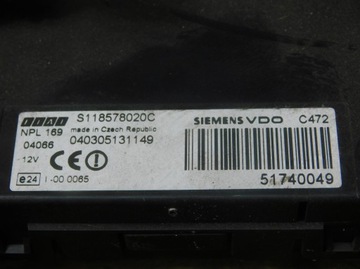 FIAT S118578020C SIEMENS VDO C472
NPL 169 made in Czech Republic
04066 040305131149
12V CE
e24 I-00 0065 51740049